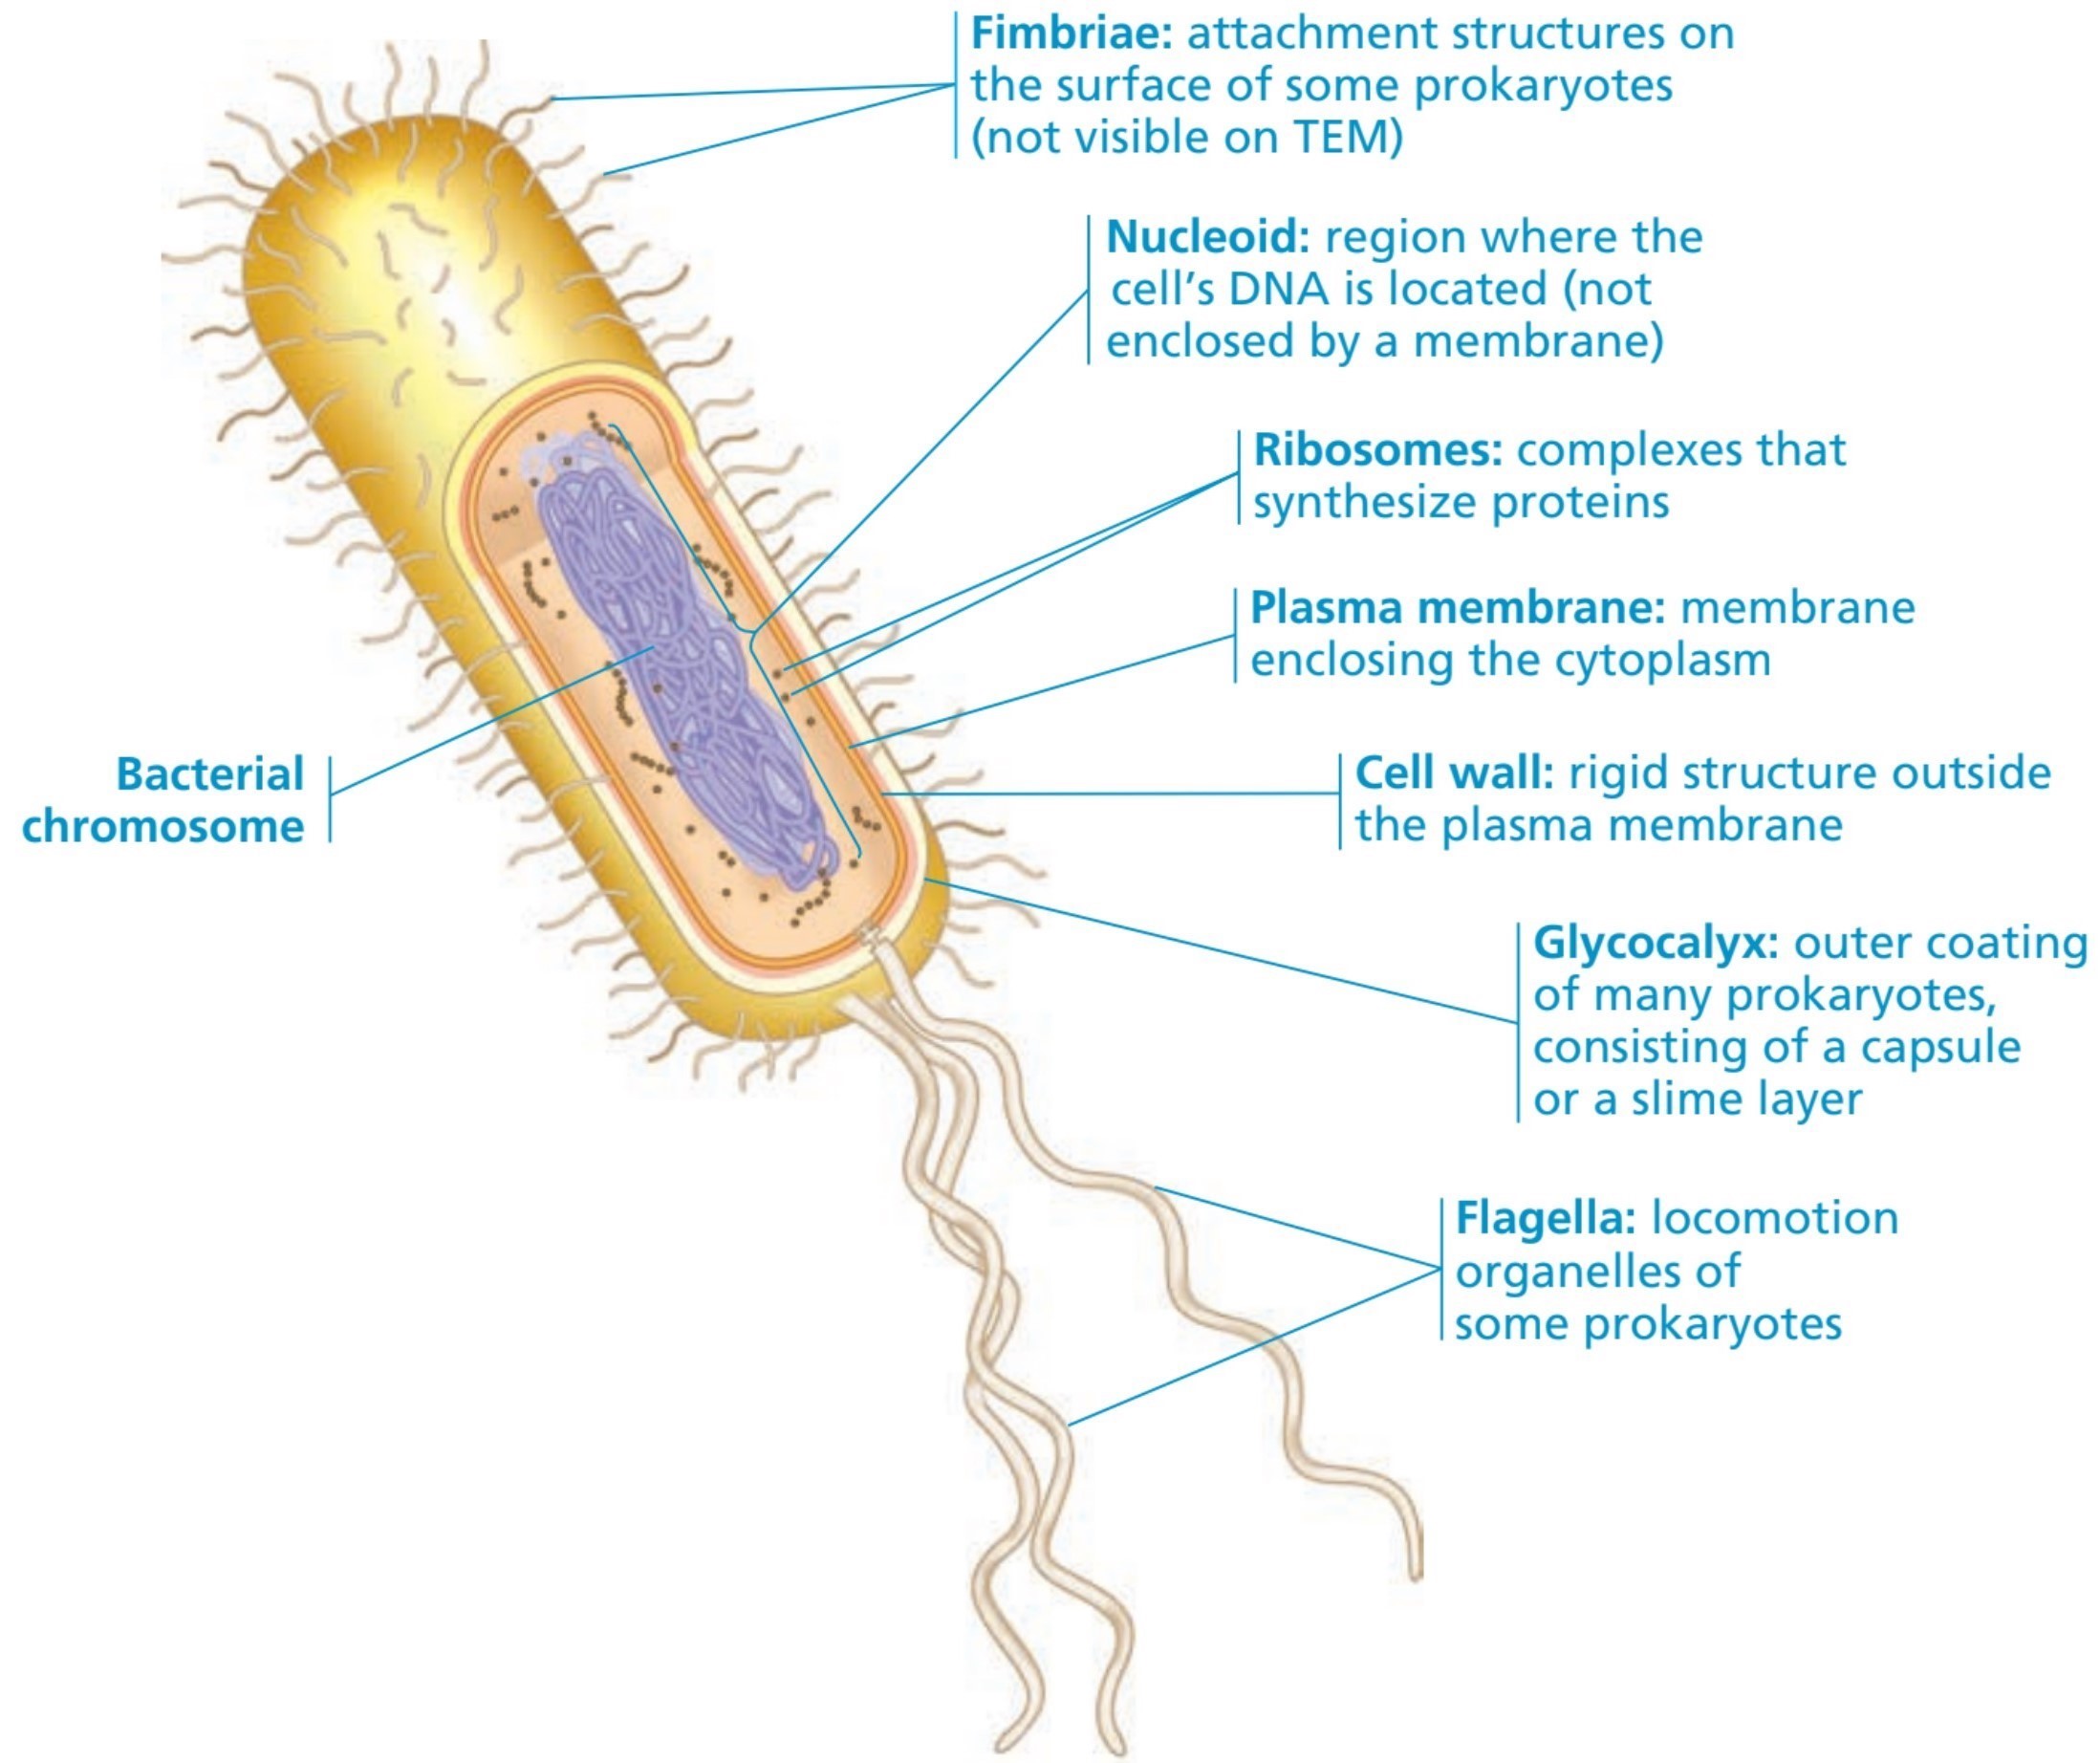 Fimbriae: attachment structures on
the surface of some prokaryotes
(not visible on TEM)
Nucleoid: region where the
cell's DNA is located (not
enclosed by a membrane)
Ribosomes: complexes that
synthesize proteins
Plasma membrane: membrane
enclosing the cytoplasm
Bacterial
chromosome
Cell wall: rigid structure outside
the plasma membrane
Glycocalyx: outer coating
of many prokaryotes,
consisting of a capsule
or a slime layer
Flagella: locomotion
organelles of
some prokaryotes